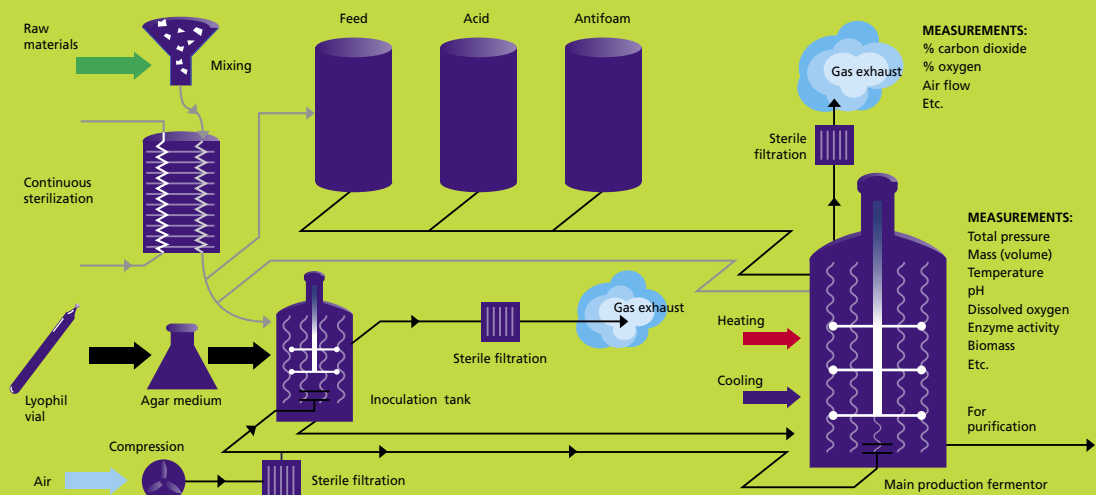 Feed
Acid
Antifoam
Raw
materials
Mixing
MEASUREMENTS:
% carbon dioxide
% oxygen
Air flow
Etc.
Gas exhaust
Sterile
filtration
Continuous
sterilization
MEASUREMENTS:
Total pressure
Mass (volume)
Temperature
pH
Dissolved oxygen
Enzyme activity
Biomass
Etc.
Gas exhaust
Heating
Sterile filtration
Cooling
Lyophil
vial
Agar medium
Inoculation tank
For
purification
Compression
Air
Sterile filtration
Main production fermentor